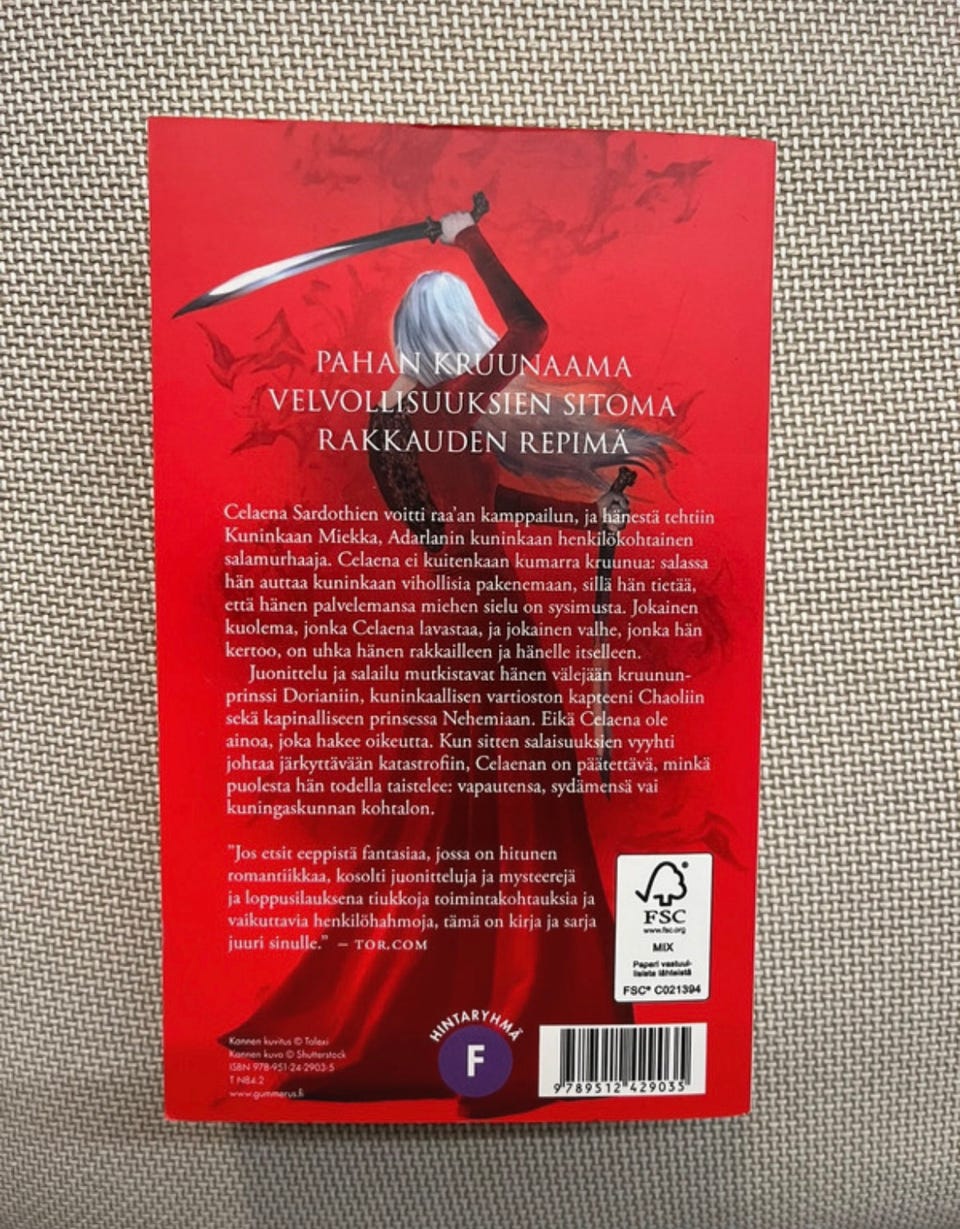 PAHAN KRUUNAAMA
VELVOLLISUUKSIEN SITOMA
RAKKAUDEN REPIMÄ
Celaena Sardothien voitti raa'an kamppailun, ja hänestä tehtiin
Kuninkaan Miekka, Adarlanin kuninkaan henkilökohtainen
salamurhaaja. Celaena ei kuitenkaan kumarra kruunua: salassa
hän auttaa kuninkaan vihollisia pakenemaan, sillä hän tietää,
että hänen palvelemansa miehen sielu on sysimusta. Jokainen
kuolema, jonka Celaena lavastaa, ja jokainen valhe, jonka hän
kertoo, on uhka hänen rakkailleen ja hänelle itselleen.
Juonittelu ja salailu mutkistavat hänen välejään kruunun-
prinssi Dorianiin, kuninkaallisen vartioston kapteeni Chaoliin
sekä kapinalliseen prinsessa Nehemiaan. Eikä Celaena ole
ainoa, joka hakee oikeutta. Kun sitten salaisuuksien vyyhti
johtaa järkyttävään katastrofiin, Celaenan on päätettävä, minkä
puolesta hän todella taistelee: vapautensa, sydämensä vai
kuningaskunnan kohtalon.
"Jos etsit eeppistä fantasiaa, jossa on hitunen
romantiikkaa, kosolti juonitteluja ja mysteerejä
ja loppusilauksena tiukkoja toimintakohtauksia ja
vaikuttavia henkilöhahmoja, tämä on kirja ja sarja
juuri sinulle." – TOR.COM
FSC
www.fsc.org
MIX
Paperi vastuul-
lisista lähteistä
FSC® C021394
Kannen kuvitus © Talexi
Kannen kuva © Shutterstock
ISBN 978-951-24-2903-5
T N84.2
www.gummerus.fi
HINTARYHMÄ
F
9 789512 429035